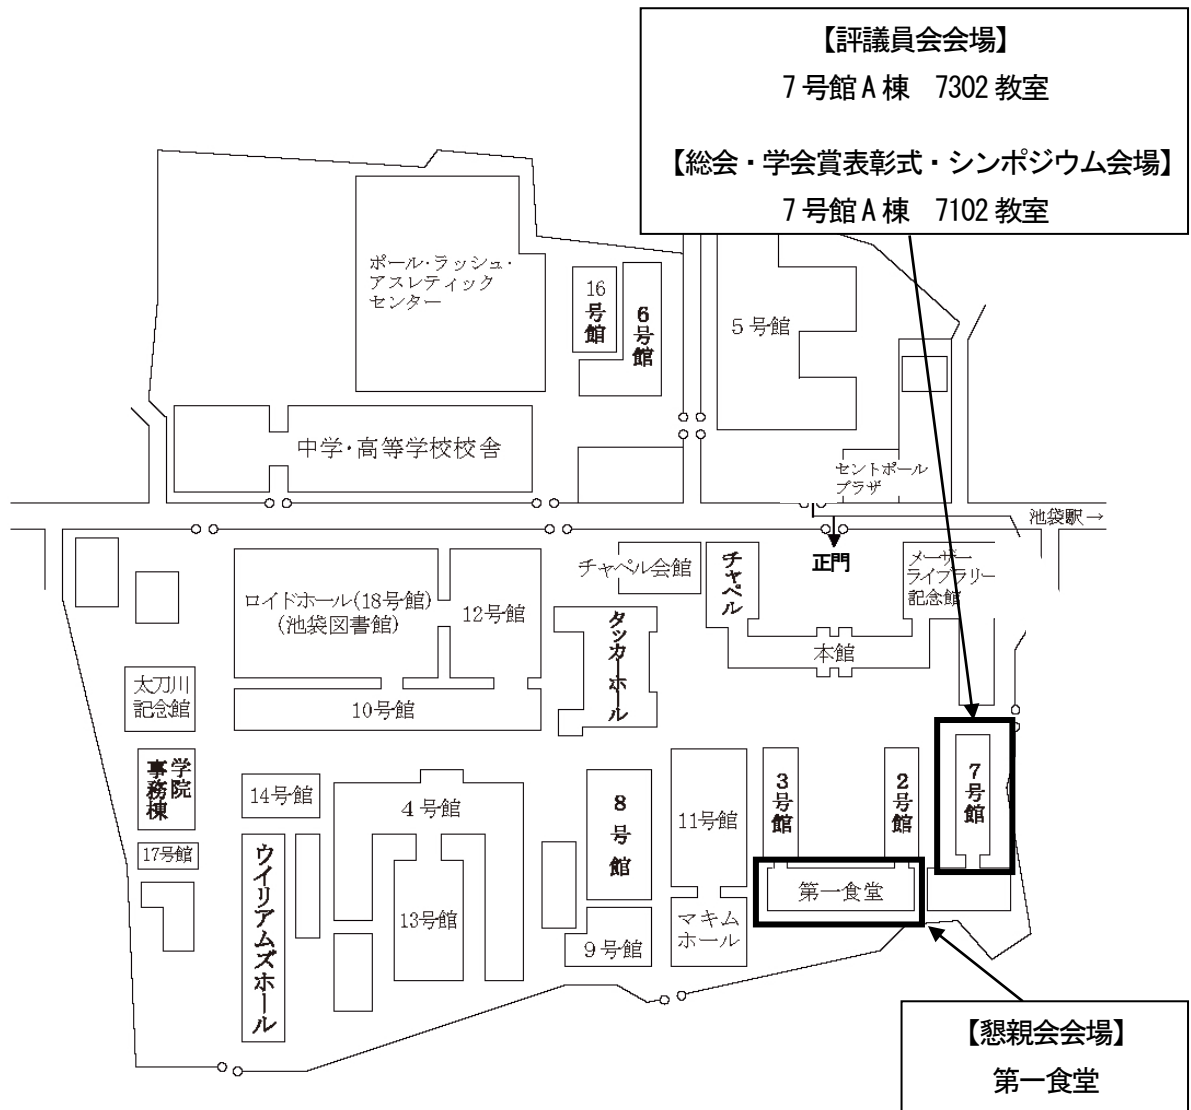 【評議員会会場】
7号館A棟　7302教室
【総会・学会賞表彰式・シンポジウム会場】
7号館A棟　7102教室
ポール・ラッシュ・
アスレティック
センター
16
号
館
6
号
館
5号館
中学・高等学校校舎
セントポール
プラザ
池袋駅→
正門
チャペル会館
チャペル
メーザー
ライブラリー
記念館
ロイドホール(18号館)
(池袋図書館)
12号館
タッカーホール
本館
太刀川
記念館
10号館
学院
事務棟
14号館
4号館
8
号
館
11号館
3
号
館
2
号
館
7
号
館
17号館
ウイリアムズホール
13号館
9号館
マキム
ホール
第一食堂
【懇親会会場】
第一食堂